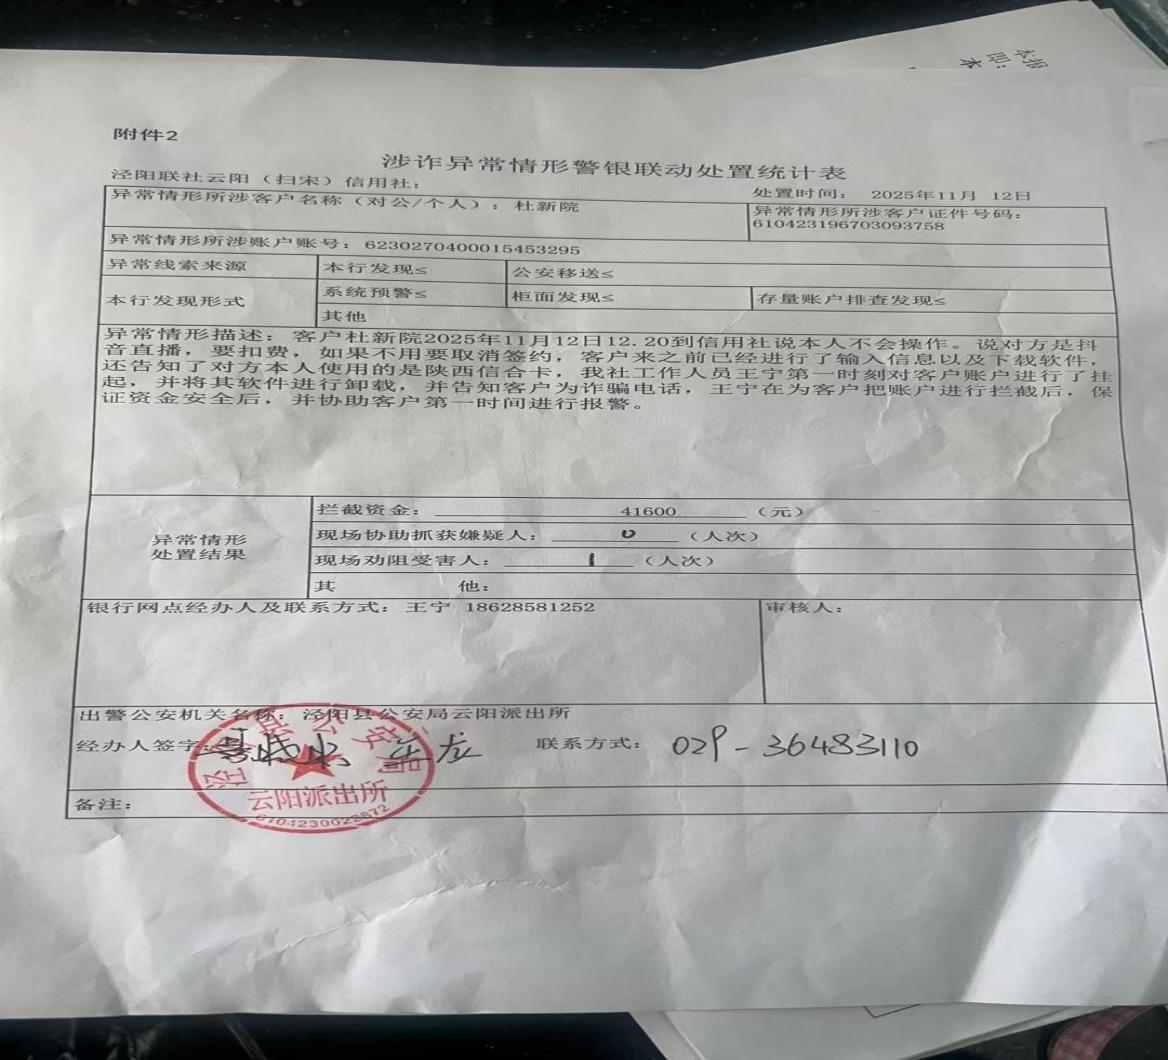 本报
即:
本
附件2
涉诈异常情形警银联动处置统计表
泾阳联社云阳(扫宋)信用社: 处置时间: 2025年11月 12日
异常情形所涉客户名称(对公/个人): 杜新院 异常情形所涉客户证件号码:
610423196703093758
异常情形所涉账户账号: 6230270400015453295
异常线索来源 本行发现≤ 公安移送≤
本行发现形式 系统预警≤ 柜面发现≤ 存量账户排查发现≤
其他
异常情形描述: 客户杜新院2025年11月12日12.20到信用社说本人不会操作。说对方是抖
音直播,要扣费,如果不用要取消签约,客户来之前已经进行了输入信息以及下载软件,
还告知了对方本人使用的是陕西信合卡,我社工作人员王宁第一时刻对客户账户进行了挂
起,并将其软件进行卸载,并告知客户为诈骗电话,王宁在为客户把账户进行拦截后,保
证资金安全后,并协助客户第一时间进行报警。
异常情形
处置结果
拦截资金: 41600 (元)
现场协助抓获嫌疑人: 0 (人次)
现场劝阻受害人: 1 (人次)
其 他:
银行网点经办人及联系方式: 王宁 18628581252 审核人:
出警公安机关名称: 泾阳县公安局云阳派出所
经办人签字: 联系方式: 029-36483110
云阳派出所
备注: